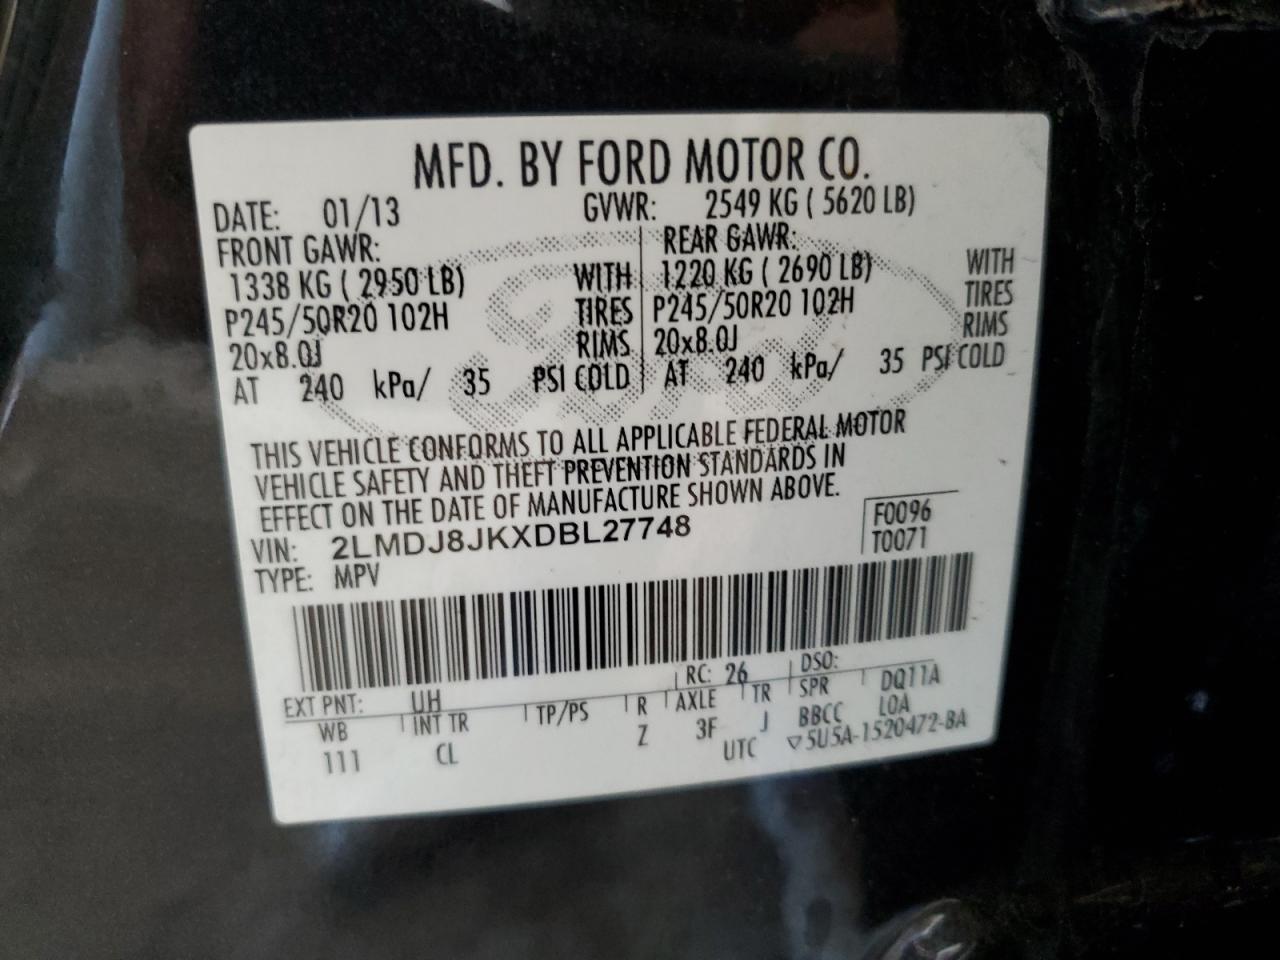 MFD. BY FORD MOTOR CO.
DATE: 01/13 GVWR: 2549 KG ( 5620 LB)
FRONT GAWR: REAR GAWR:
1338 KG ( 2950 LB) WITH 1220 KG ( 2690 LB) WITH
P245/50R20 102H TIRES P245/50R20 102H TIRES
20x8.0J RIMS 20x8.0J RIMS
AT 240 kPa/ 35 PSI COLD AT 240 kPa/ 35 PSI COLD
THIS VEHICLE CONFORMS TO ALL APPLICABLE FEDERAL MOTOR
VEHICLE SAFETY AND THEFT PREVENTION STANDARDS IN
EFFECT ON THE DATE OF MANUFACTURE SHOWN ABOVE.
VIN: 2LMDJ8JKXDBL27748 F0096
TYPE: MPV T0071
EXT PNT: UH RC: 26 DSO:
WB INT TR TP/PS R AXLE TR SPR DQ11A
111 CL Z 3F J BBCC LOA
UTC ▽5U5A-1520472-BA